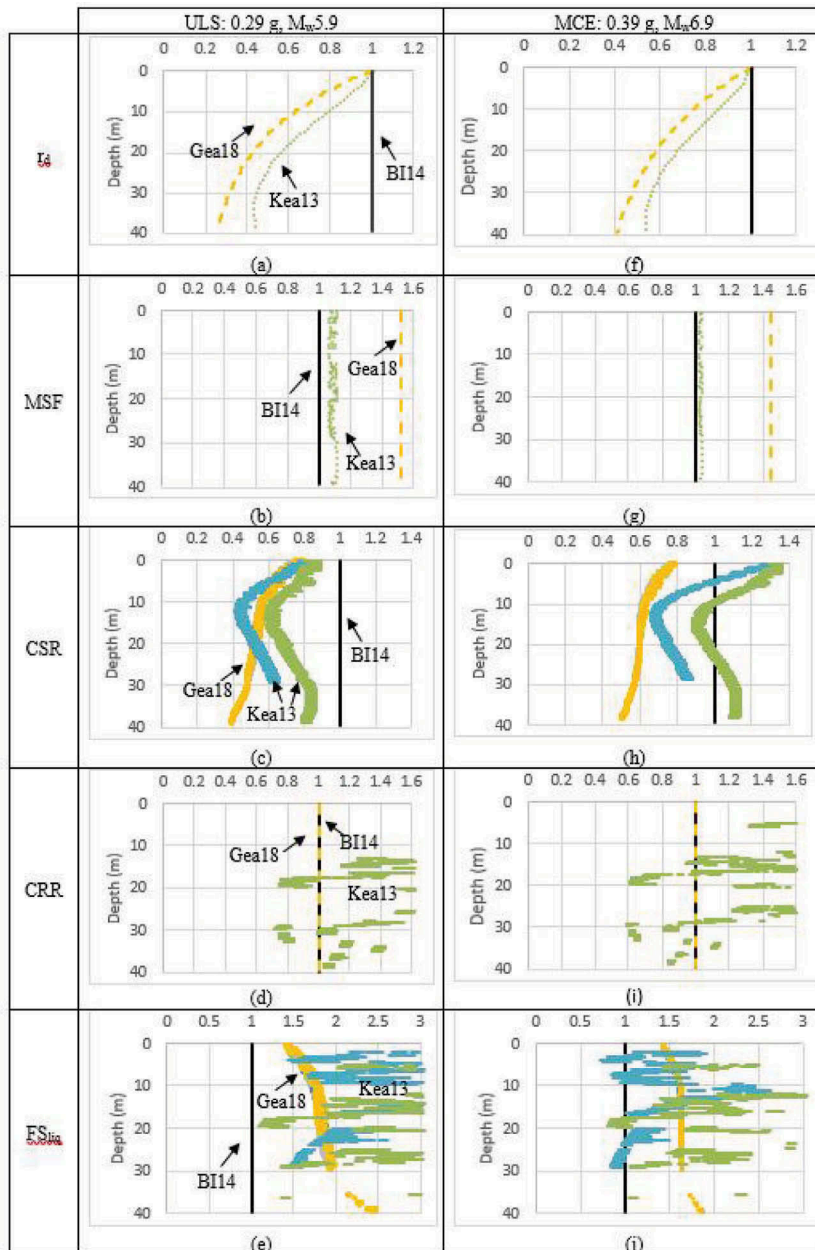 ULS: 0.29 g, Mw5.9
MCE: 0.39 g, Mw6.9
rd
0 0.2 0.4 0.6 0.8 1 1.2
0
10
20
30
40
Depth (m)
Gea18
Kea13
BI14
(a)
0 0.2 0.4 0.6 0.8 1 1.2
0
10
20
30
40
Depth (m)
(f)
MSF
0 0.2 0.4 0.6 0.8 1 1.2 1.4 1.6
0
10
20
30
40
Depth (m)
Gea18
BI14
Kea13
(b)
0 0.2 0.4 0.6 0.8 1 1.2 1.4 1.6
0
10
20
30
40
Depth (m)
(g)
CSR
0 0.2 0.4 0.6 0.8 1 1.2 1.4
0
10
20
30
40
Depth (m)
Gea18
Kea13
BI14
(c)
0 0.2 0.4 0.6 0.8 1 1.2 1.4
0
10
20
30
40
Depth (m)
(h)
CRR
0 0.2 0.4 0.6 0.8 1 1.2 1.4 1.6
0
10
20
30
40
Depth (m)
BI14
Gea18
Kea13
(d)
0 0.2 0.4 0.6 0.8 1 1.2 1.4 1.6
0
10
20
30
40
Depth (m)
(i)
FSliq
0 0.5 1 1.5 2 2.5 3
0
10
20
30
40
Depth (m)
Kea13
Gea18
BI14
(e)
0 0.5 1 1.5 2 2.5 3
0
10
20
30
40
Depth (m)
(j)